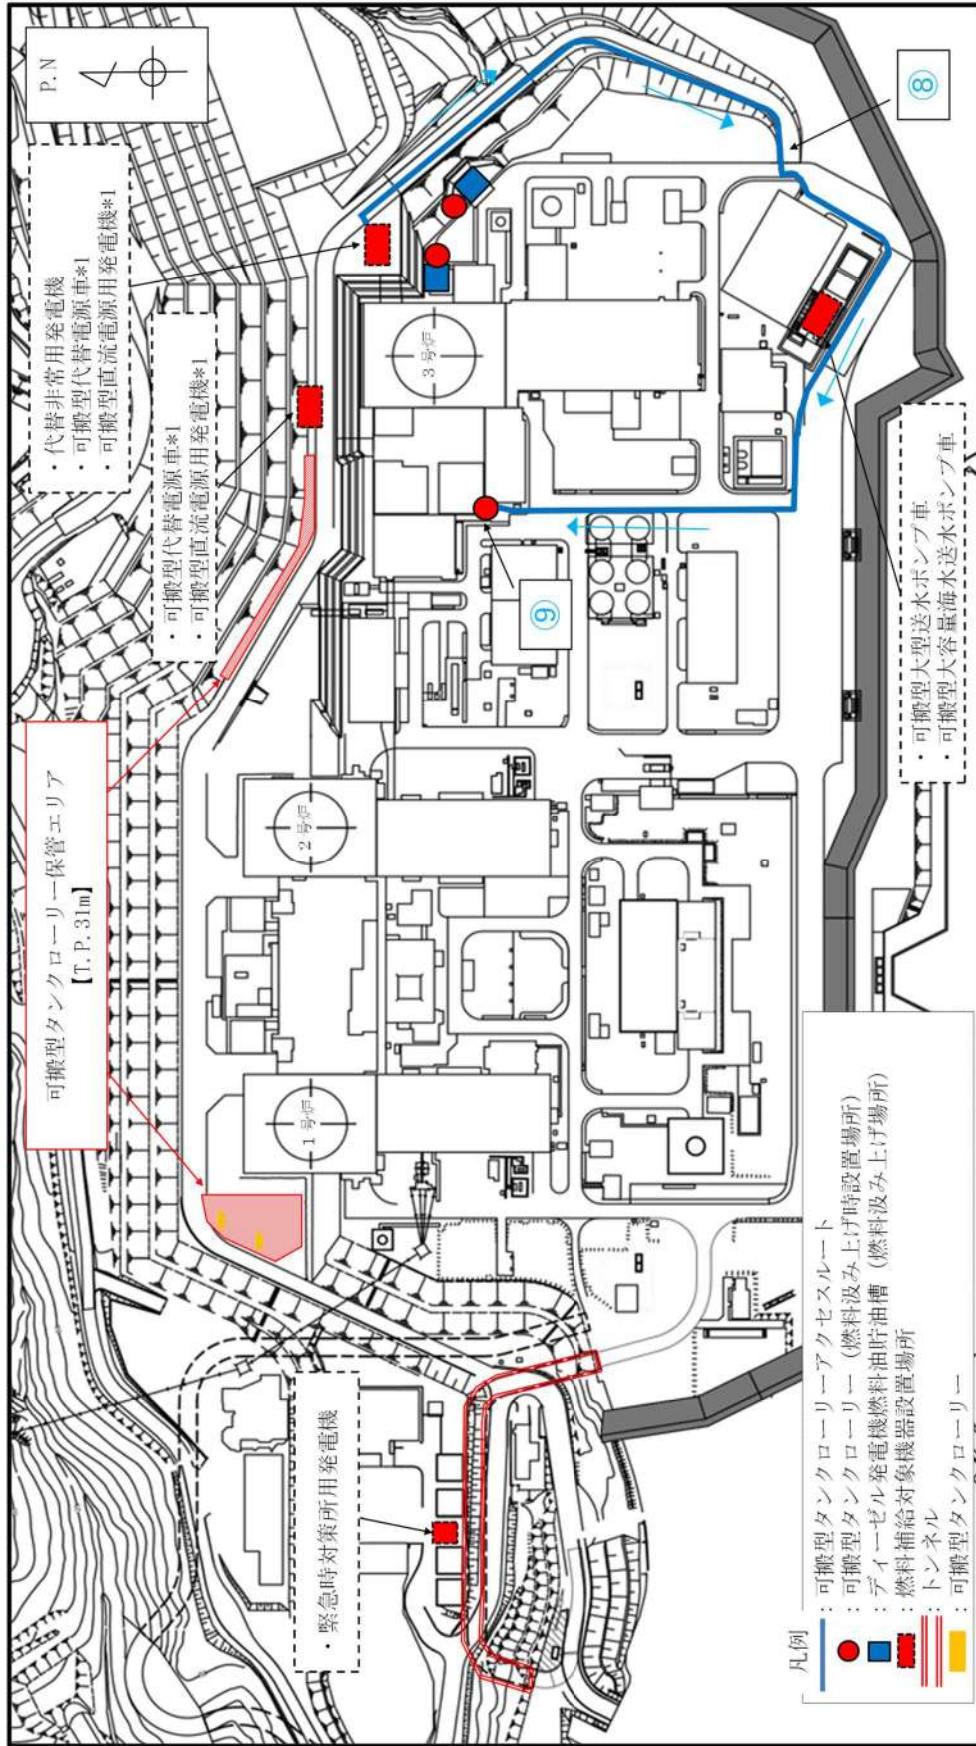 P.N
・代替非常用発電機
・可搬型代替電源車*1
・可搬型直流電源用発電機*1
・可搬型代替電源車*1
・可搬型直流電源用発電機*1
可搬型タンクローリー保管エリア
【T.P.31m】
・緊急時対策所用発電機
1号炉
2号炉
3号炉
⑧
⑨
・可搬型大型送水ポンプ車
・可搬型大容量海水送水ポンプ車
凡例
：可搬型タンクローリーアクセスルート
：可搬型タンクローリー（燃料汲み上げ時設置場所）
：ディーゼル発電機燃料油貯油槽（燃料汲み上げ場所）
：燃料補給対象機器設置場所
：トンネル
：可搬型タンクローリー